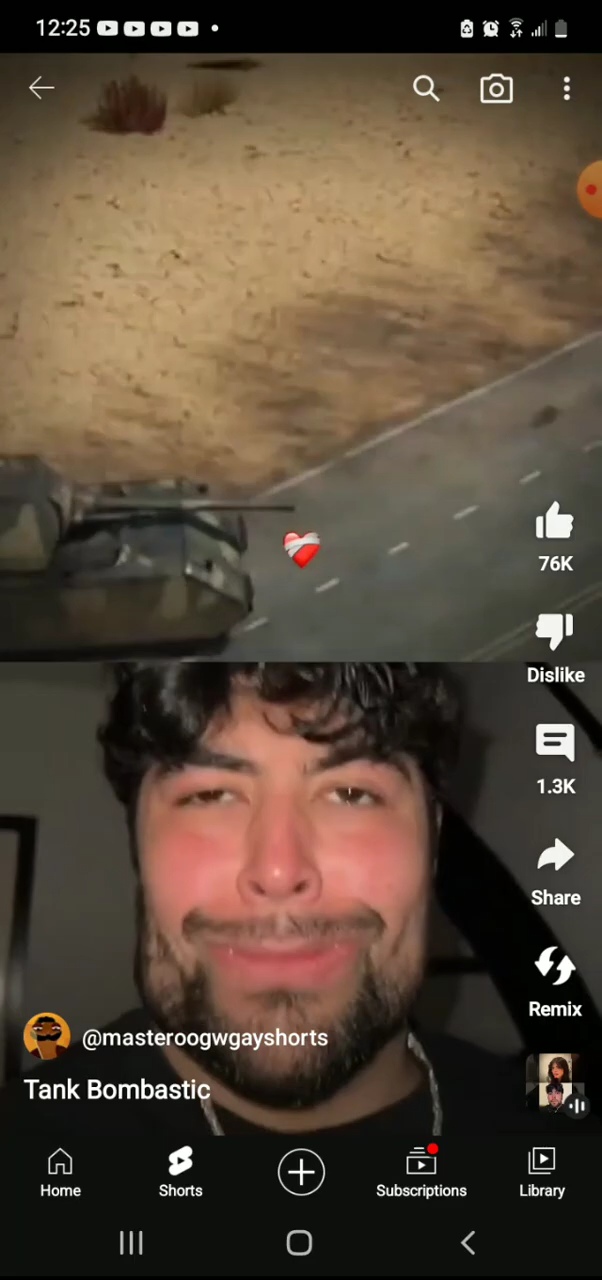 12:25
76K
Dislike
1.3K
Share
Remix
@masteroogwgayshorts
Tank Bombastic
Home
Shorts
Subscriptions
Library